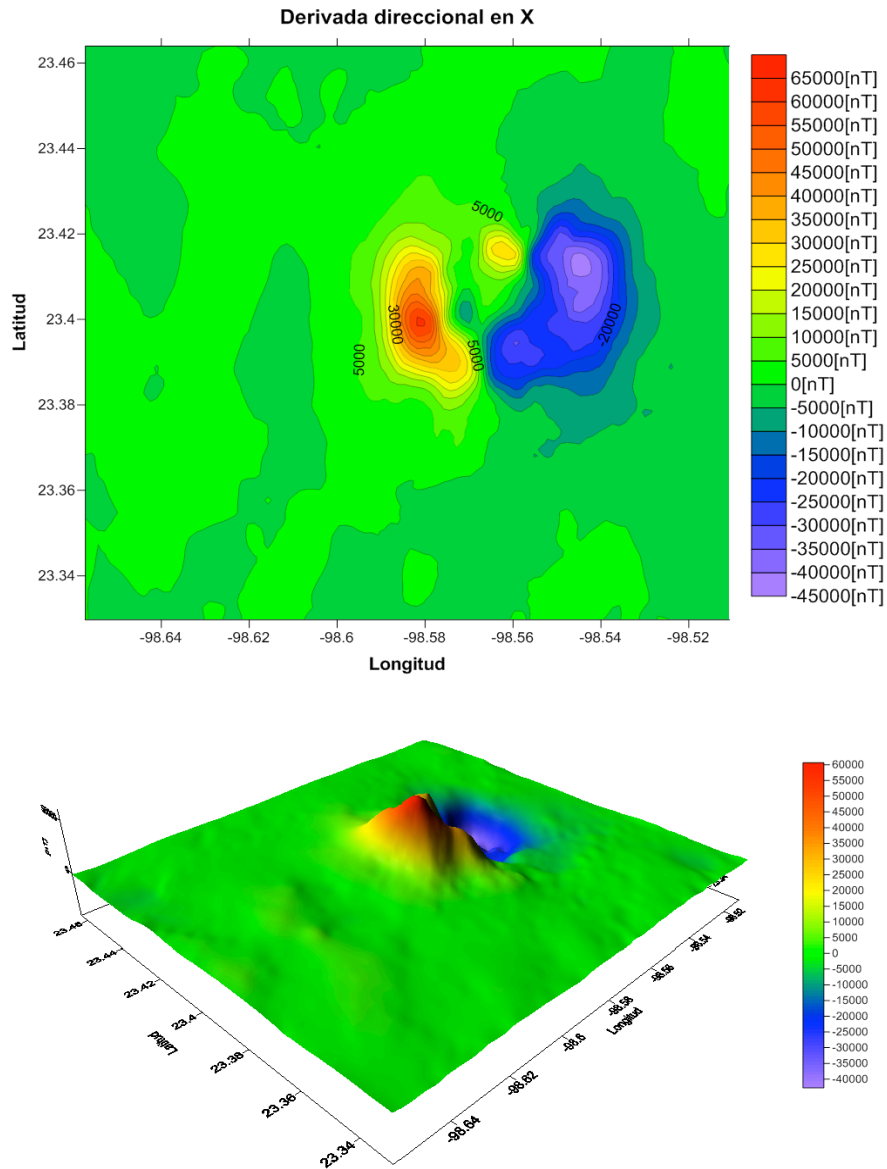 Derivada direccional en X
23.46
23.44
23.42
23.4
23.38
23.36
23.34
Latitud
-98.64
-98.62
-98.6
-98.58
-98.56
-98.54
-98.52
Longitud
5000
30000
5000
5000
-20000
65000[nT]
60000[nT]
55000[nT]
50000[nT]
45000[nT]
40000[nT]
35000[nT]
30000[nT]
25000[nT]
20000[nT]
15000[nT]
10000[nT]
5000[nT]
0[nT]
-5000[nT]
-10000[nT]
-15000[nT]
-20000[nT]
-25000[nT]
-30000[nT]
-35000[nT]
-40000[nT]
-45000[nT]
23.46
23.44
23.42
23.4
23.38
23.36
23.34
Latitud
-98.64
-98.62
-98.6
-98.58
-98.56
-98.54
-98.52
Longitud
60000
55000
50000
45000
40000
35000
30000
25000
20000
15000
10000
5000
0
-5000
-10000
-15000
-20000
-25000
-30000
-35000
-40000